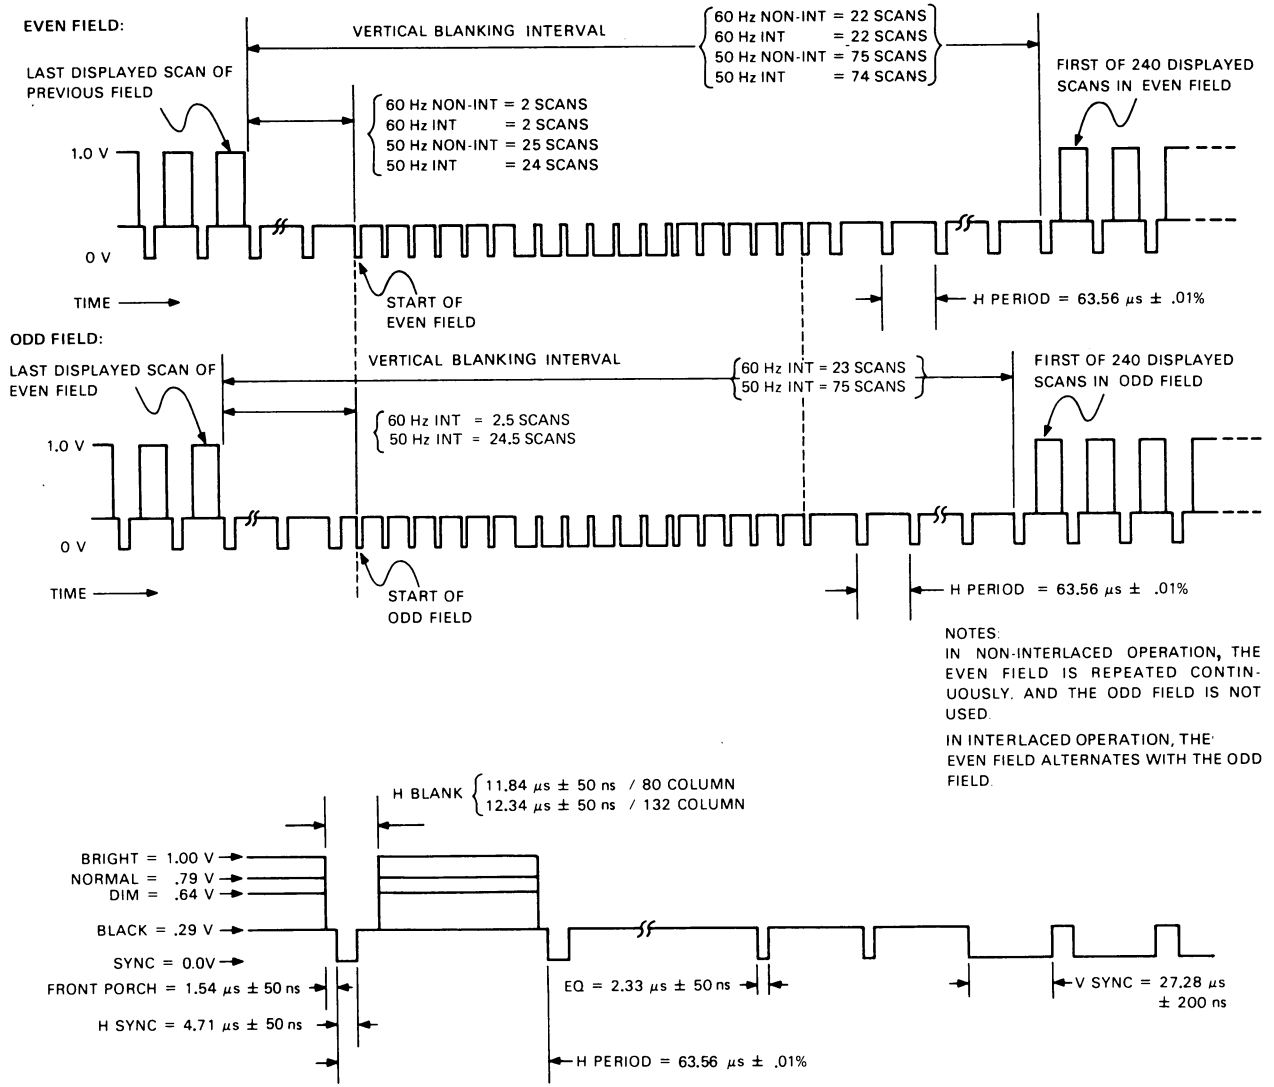 EVEN FIELD:
VERTICAL BLANKING INTERVAL
60 Hz NON-INT = 22 SCANS
60 Hz INT = 22 SCANS
50 Hz NON-INT = 75 SCANS
50 Hz INT = 74 SCANS
LAST DISPLAYED SCAN OF
PREVIOUS FIELD
60 Hz NON-INT = 2 SCANS
60 Hz INT = 2 SCANS
50 Hz NON-INT = 25 SCANS
50 Hz INT = 24 SCANS
FIRST OF 240 DISPLAYED
SCANS IN EVEN FIELD
1.0 V
0 V
TIME
START OF
EVEN FIELD
H PERIOD = 63.56 µs ± .01%
ODD FIELD:
LAST DISPLAYED SCAN OF
EVEN FIELD
VERTICAL BLANKING INTERVAL
60 Hz INT = 23 SCANS
50 Hz INT = 75 SCANS
FIRST OF 240 DISPLAYED
SCANS IN ODD FIELD
60 Hz INT = 2.5 SCANS
50 Hz INT = 24.5 SCANS
1.0 V
0 V
TIME
START OF
ODD FIELD
H PERIOD = 63.56 µs ± .01%
NOTES:
IN NON-INTERLACED OPERATION, THE
EVEN FIELD IS REPEATED CONTIN-
UOUSLY. AND THE ODD FIELD IS NOT
USED.
IN INTERLACED OPERATION, THE
EVEN FIELD ALTERNATES WITH THE ODD
FIELD.
H BLANK
11.84 µs ± 50 ns / 80 COLUMN
12.34 µs ± 50 ns / 132 COLUMN
BRIGHT = 1.00 V
NORMAL = .79 V
DIM = .64 V
BLACK = .29 V
SYNC = 0.0V
FRONT PORCH = 1.54 µs ± 50 ns
H SYNC = 4.71 µs ± 50 ns
EQ = 2.33 µs ± 50 ns
V SYNC = 27.28 µs
± 200 ns
H PERIOD = 63.56 µs ± .01%